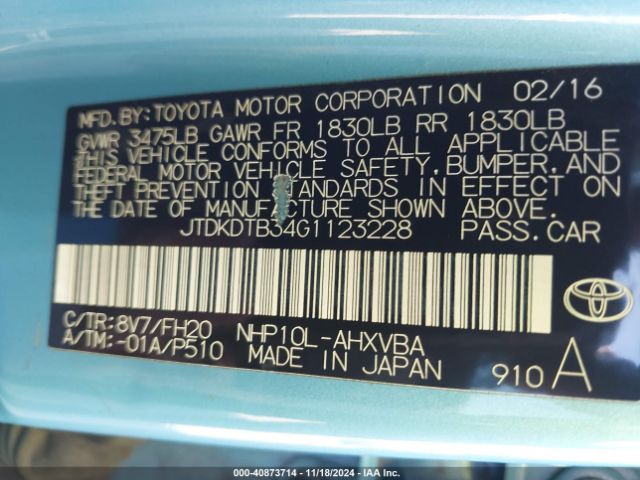 MFD.BY:TOYOTA MOTOR CORPORATION 02/16
GVWR 3475LB GAWR FR 1830LB RR 1830LB
THIS VEHICLE CONFORMS TO ALL APPLICABLE
FEDERAL MOTOR VEHICLE SAFETY,BUMPER,AND
THEFT PREVENTION STANDARDS IN EFFECT ON
THE DATE OF MANUFACTURE SHOWN ABOVE.
JTDKDTB34G1123228 PASS.CAR
C/TR:8V7/FH20 NHP10L-AHXVBA
A/TM:-01A/P510 MADE IN JAPAN 910 A
000-40873714 - 11/18/2024 - IAA Inc.